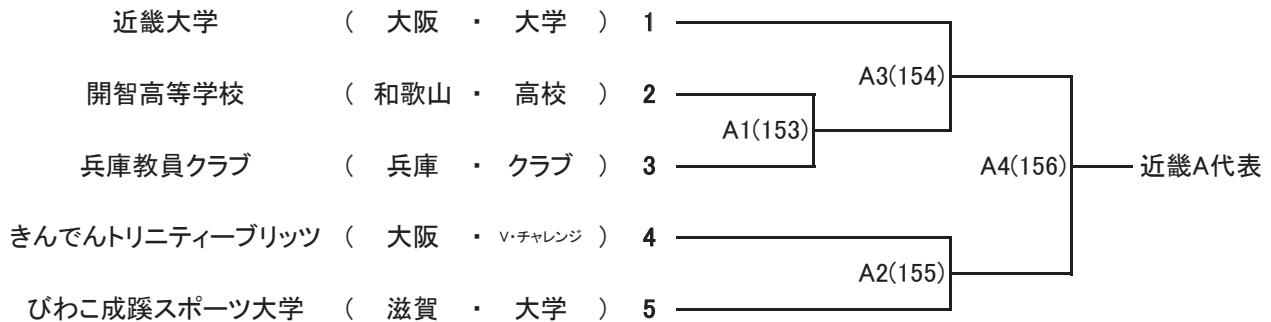 近畿大学 ( 大阪 ・ 大学 ) 1
A3(154)
開智高等学校 ( 和歌山 ・ 高校 ) 2
A1(153)
兵庫教員クラブ ( 兵庫 ・ クラブ ) 3
A4(156) 近畿A代表
きんでんトリニティーブリッツ ( 大阪 ・ V・チャレンジ ) 4
A2(155)
びわこ成蹊スポーツ大学 ( 滋賀 ・ 大学 ) 5